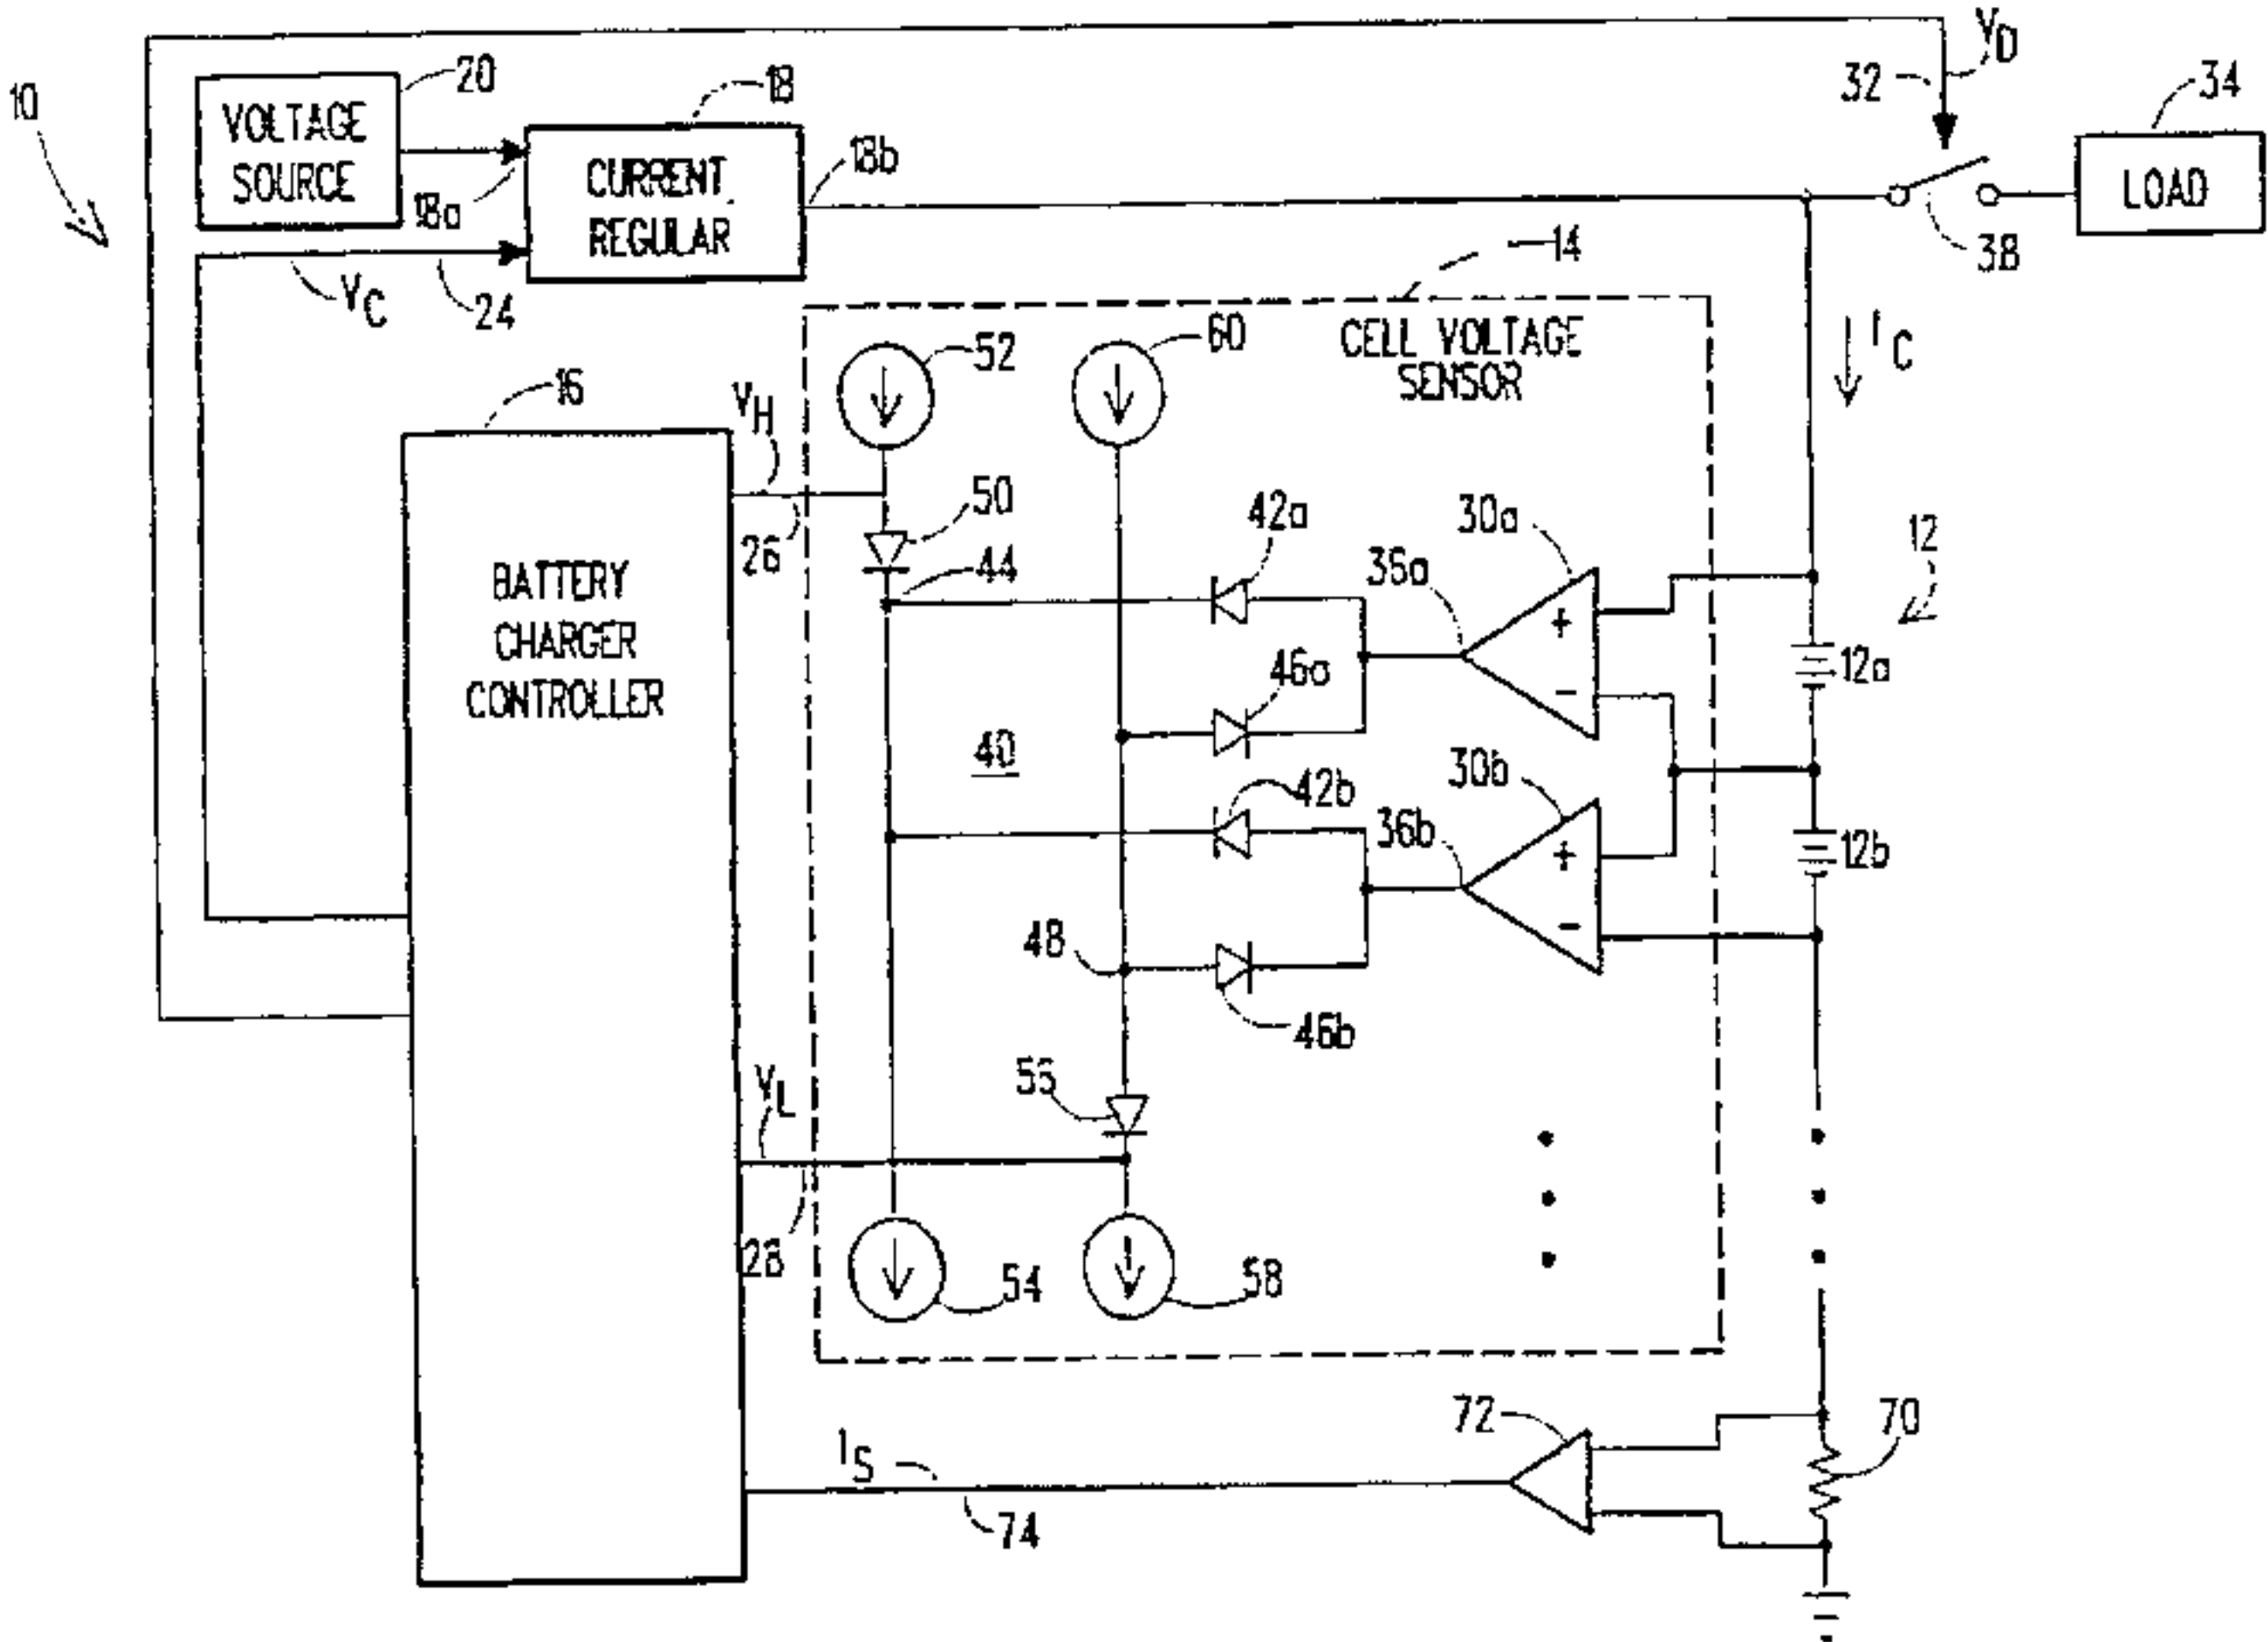 10
VOLTAGE
SOURCE
20
18
CURRENT
REGULAR
18a
18b
V_C
24
V_D
32
34
LOAD
38
14
CELL VOLTAGE
SENSOR
I_C
16
BATTERY
CHARGER
CONTROLLER
V_H
26
52
60
50
44
42a
30a
36a
+
-
46a
12
12a
40
42b
30b
36b
+
-
12b
48
46b
V_L
28
54
58
I_S
74
72
70